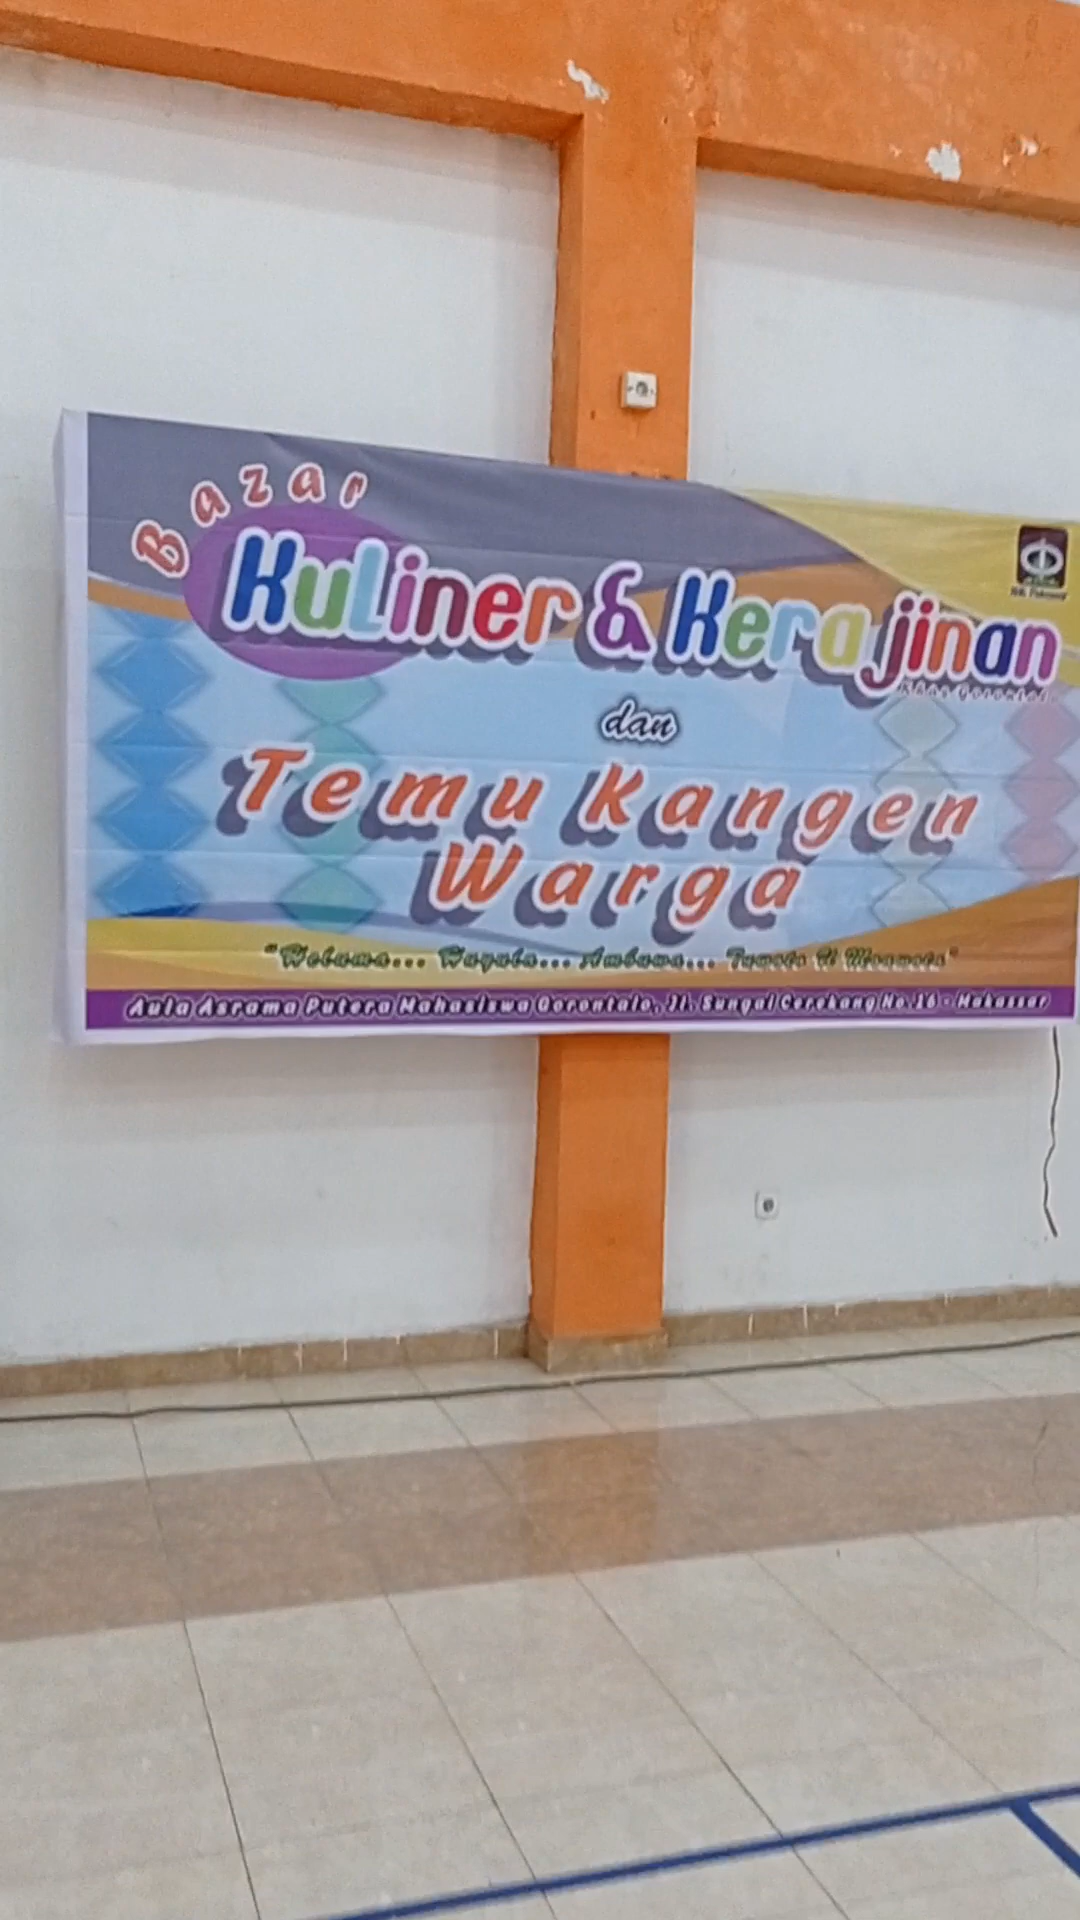 Bazar
KuLiner & Kerajinan
Khas Gorontalo
dan
Temu Kangen
Warga
Aula Asrama Putera Mahasiswa Gorontalo, Jl. Sungai Cerekang No. 16 - Makassar